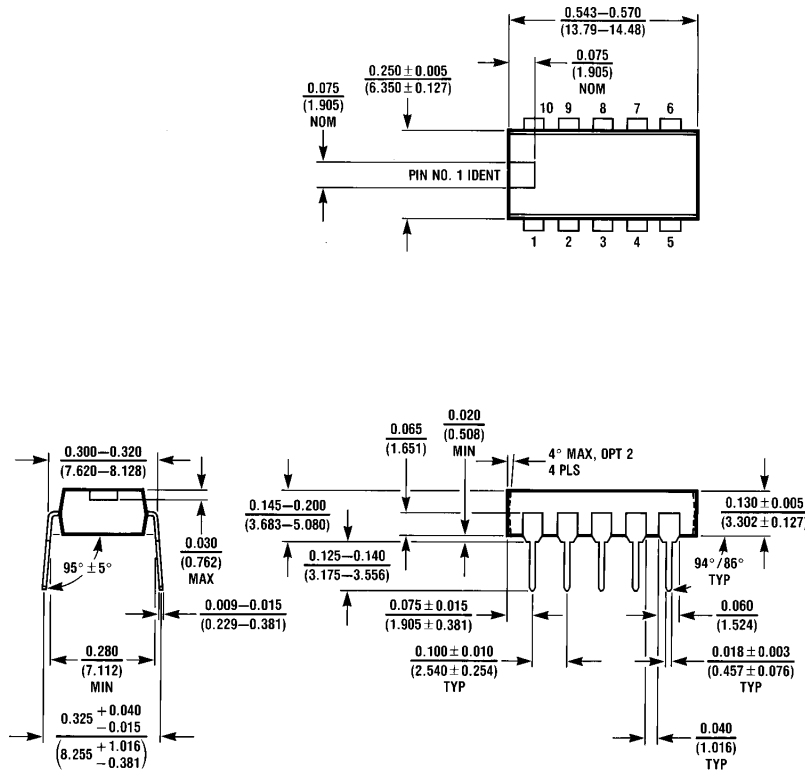 0.543–0.570
(13.79–14.48)
0.075
(1.905)
NOM
0.250 ± 0.005
(6.350 ± 0.127)
0.075
(1.905)
NOM
10 9 8 7 6
PIN NO. 1 IDENT
1 2 3 4 5
0.300–0.320
(7.620–8.128)
0.030
(0.762)
MAX
95° ± 5°
0.009–0.015
(0.229–0.381)
0.280
(7.112)
MIN
0.325 + 0.040
– 0.015
(8.255 + 1.016
– 0.381)
0.065
(1.651)
0.020
(0.508)
MIN
4° MAX, OPT 2
4 PLS
0.145–0.200
(3.683–5.080)
0.130 ± 0.005
(3.302 ± 0.127)
0.125–0.140
(3.175–3.556)
94°/86°
TYP
0.075 ± 0.015
(1.905 ± 0.381)
0.060
(1.524)
0.100 ± 0.010
(2.540 ± 0.254)
TYP
0.018 ± 0.003
(0.457 ± 0.076)
TYP
0.040
(1.016)
TYP